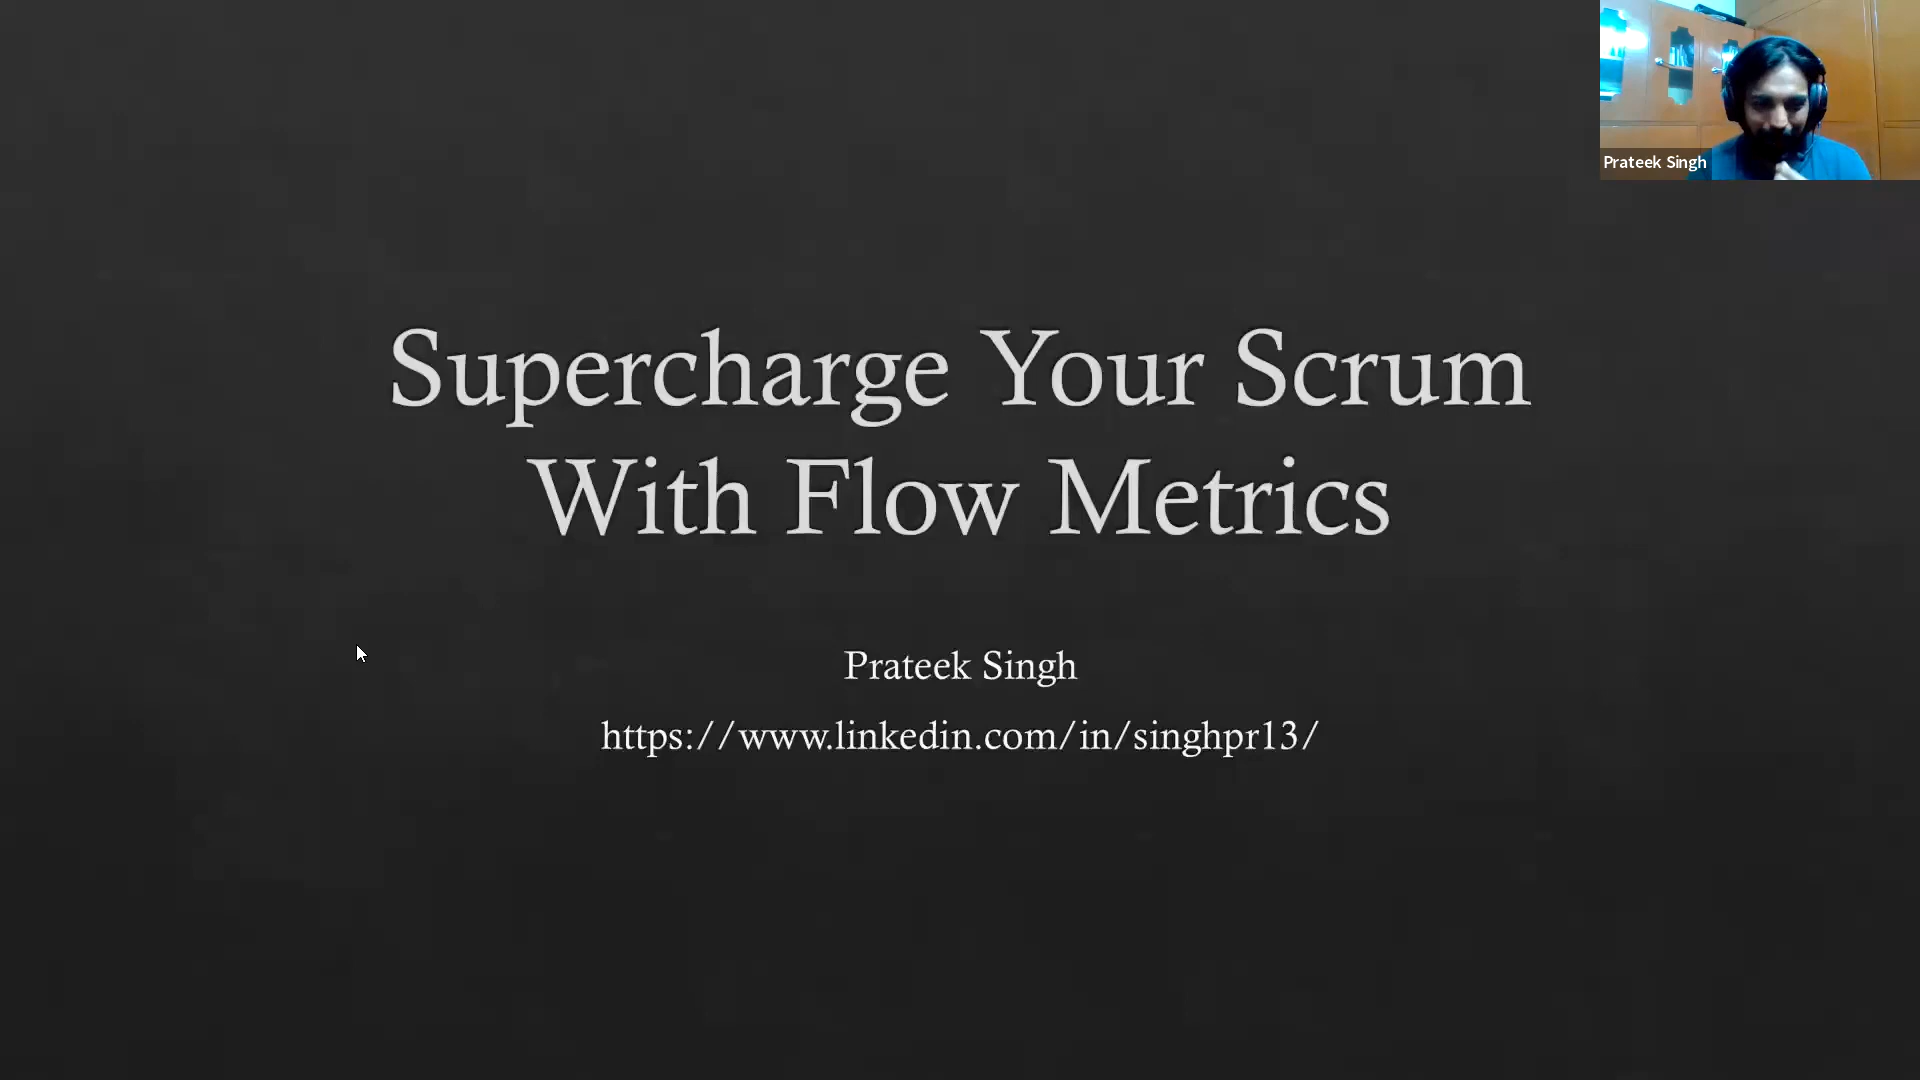 Supercharge Your Scrum
With Flow Metrics
Prateek Singh
https://www.linkedin.com/in/singhpr13/
Prateek Singh